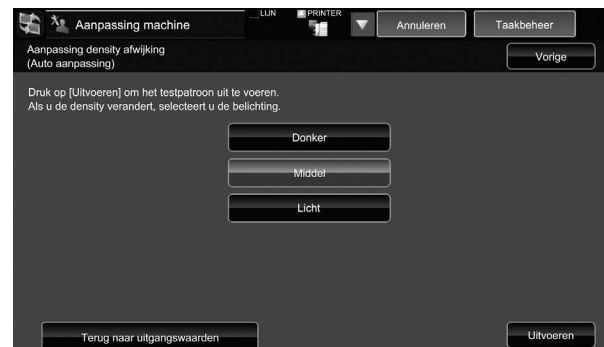 Aanpassing machine
LIJN
PRINTER
Annuleren
Taakbeheer
Aanpassing density afwijking
(Auto aanpassing)
Vorige
Druk op [Uitvoeren] om het testpatroon uit te voeren.
Als u de density verandert, selecteert u de belichting.
Donker
Middel
Licht
Terug naar uitgangswaarden
Uitvoeren